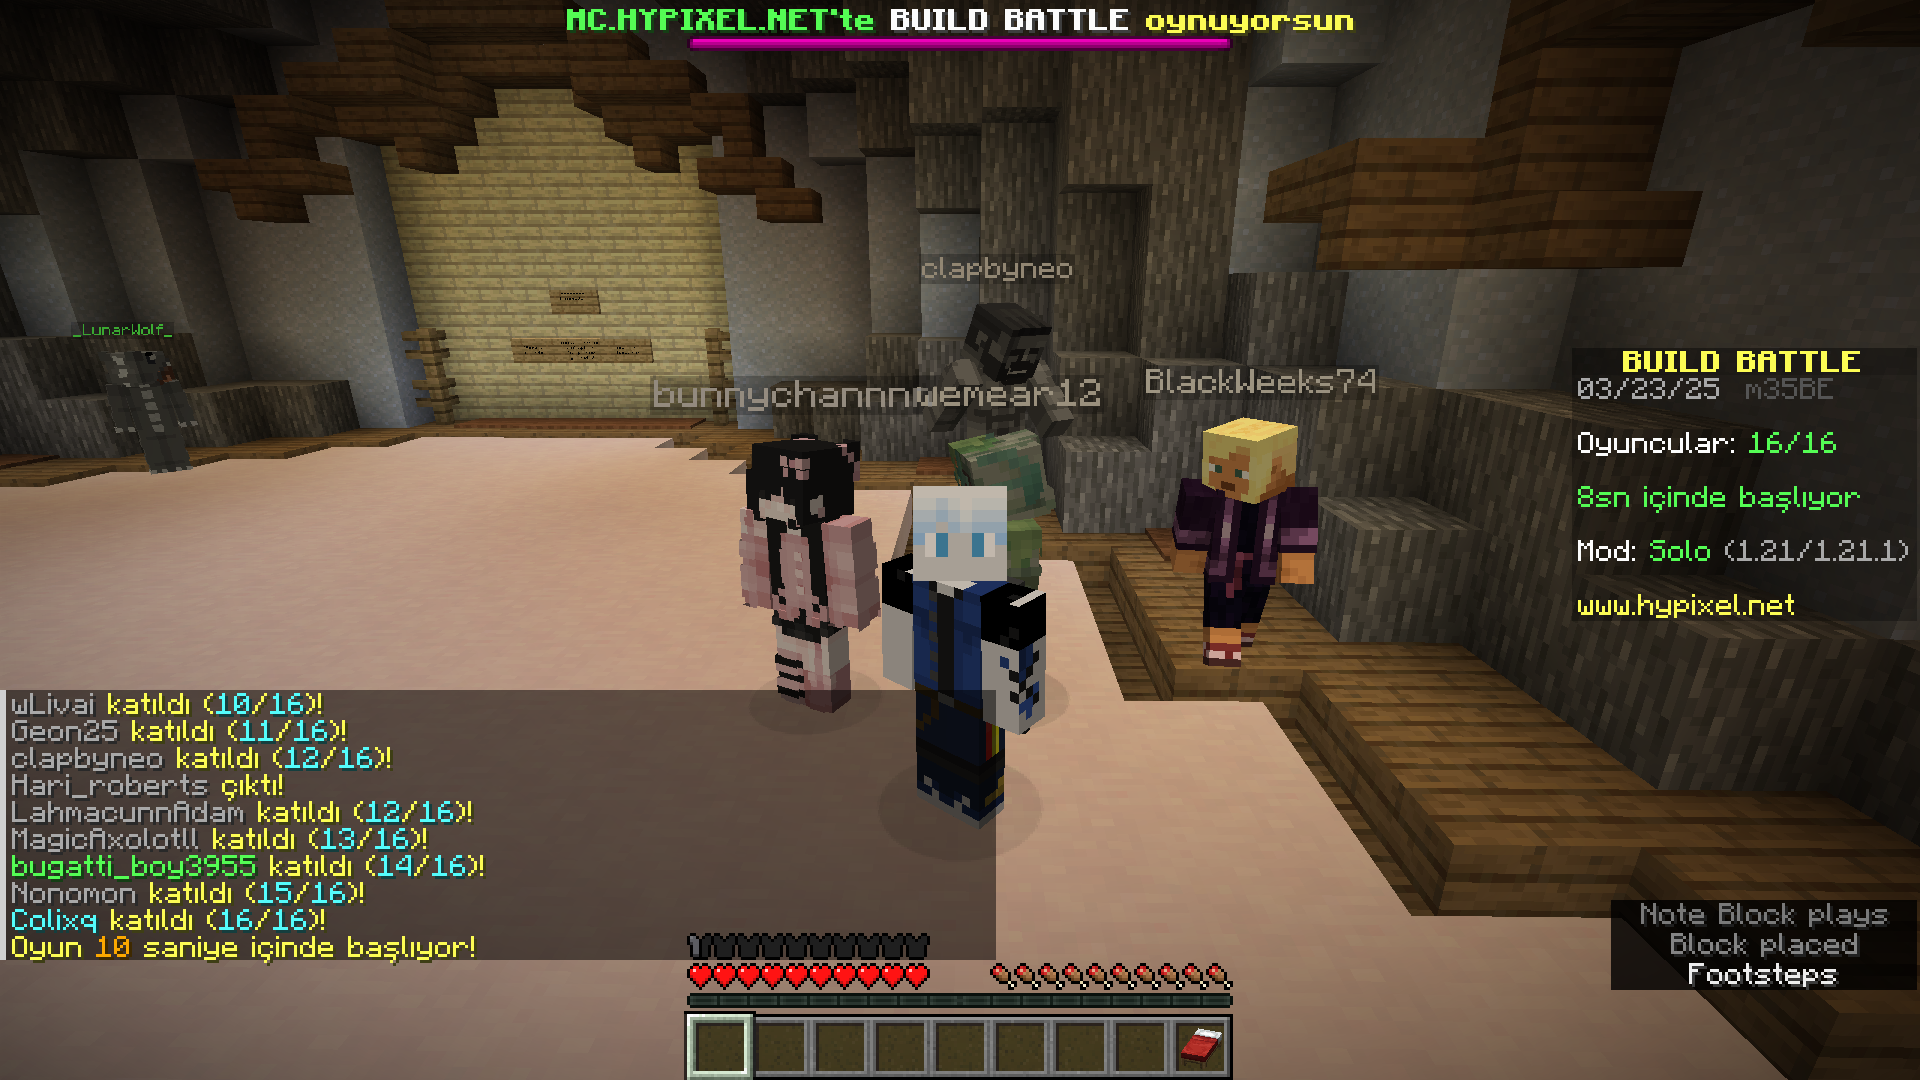 MC.HYPIXEL.NET'te BUILD BATTLE oynuyorsun
clapbyneo
_LunarWolf_
bunnychannn
wemear12
BlackWeeks74
BUILD BATTLE
03/23/25 m35BE
Oyuncular: 16/16
8sn içinde başlıyor
Mod: Solo (1.21/1.21.1)
www.hypixel.net
wLivai katıldı (10/16)!
Geon25 katıldı (11/16)!
clapbyneo katıldı (12/16)!
Hari_roberts çıktı!
LahmacunnAdam katıldı (12/16)!
MagicAxolotll katıldı (13/16)!
bugatti_boy3955 katıldı (14/16)!
Nonomon katıldı (15/16)!
Colixq katıldı (16/16)!
Oyun 10 saniye içinde başlıyor!
Note Block plays
Block placed
Footsteps